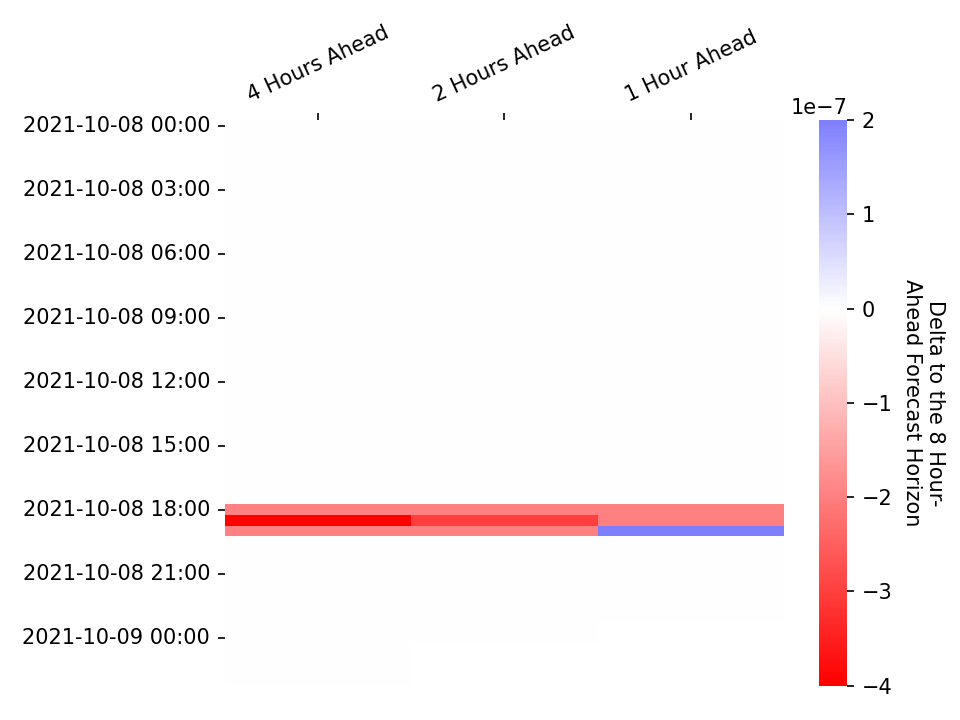 4 Hours Ahead
2 Hours Ahead
1 Hour Ahead
1e−7
2021-10-08 00:00
2021-10-08 03:00
2021-10-08 06:00
2021-10-08 09:00
2021-10-08 12:00
2021-10-08 15:00
2021-10-08 18:00
2021-10-08 21:00
2021-10-09 00:00
2
1
0
−1
−2
−3
−4
Delta to the 8 Hour-
Ahead Forecast Horizon